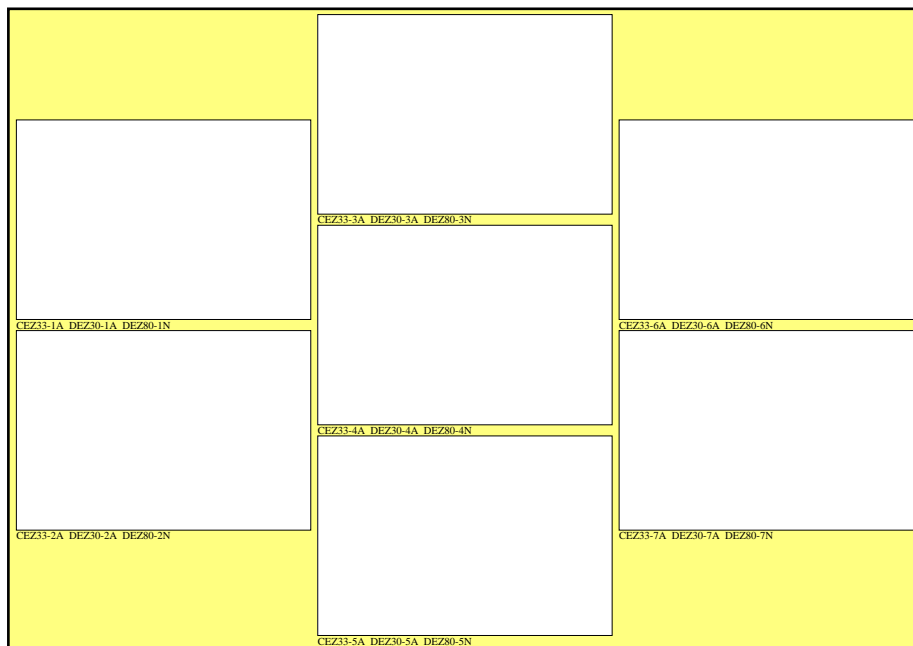 CEZ33-3A DEZ30-3A DEZ80-3N
CEZ33-1A DEZ30-1A DEZ80-1N
CEZ33-6A DEZ30-6A DEZ80-6N
CEZ33-4A DEZ30-4A DEZ80-4N
CEZ33-2A DEZ30-2A DEZ80-2N
CEZ33-7A DEZ30-7A DEZ80-7N
CEZ33-5A DEZ30-5A DEZ80-5N